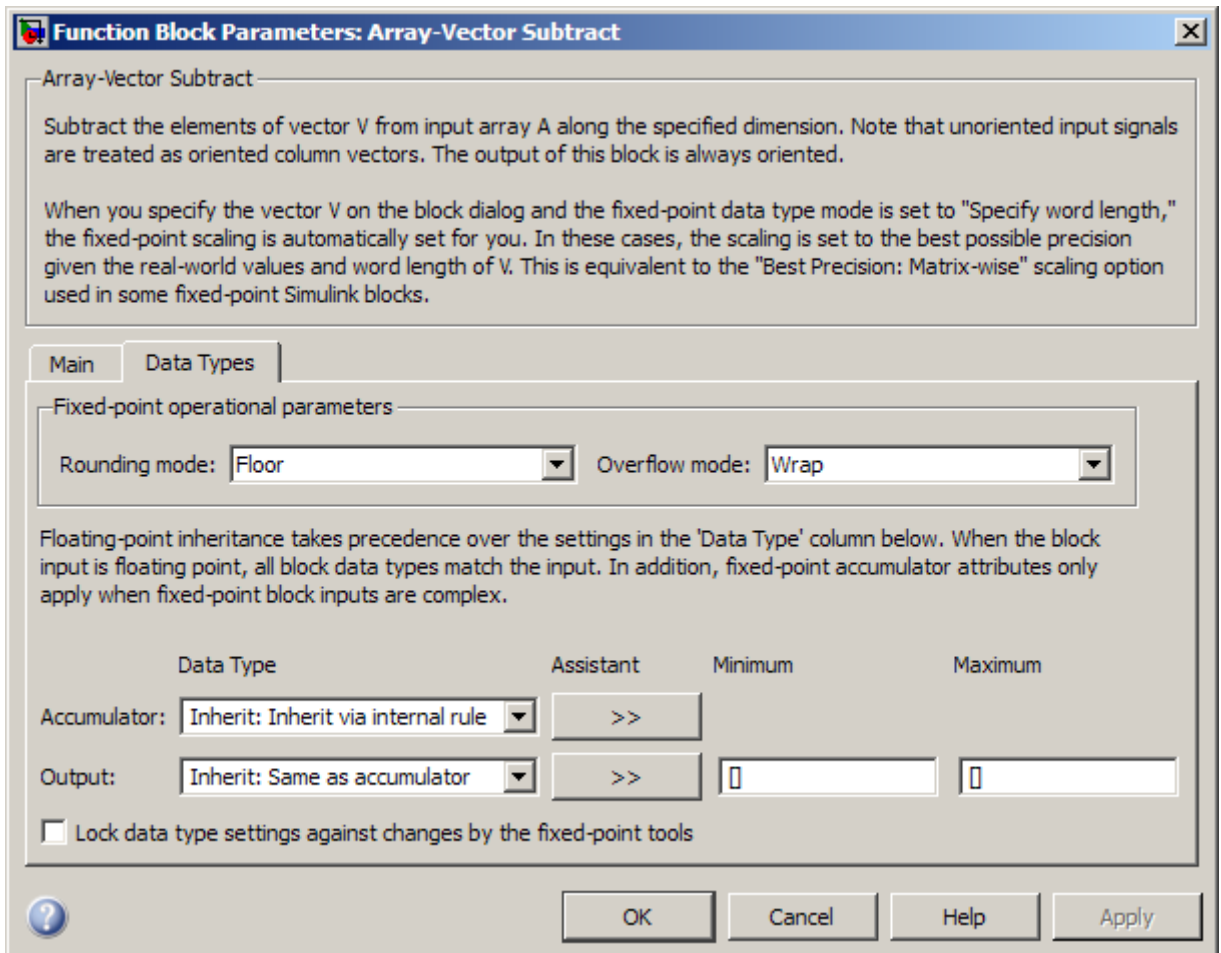 Function Block Parameters: Array-Vector Subtract
Array-Vector Subtract
Subtract the elements of vector V from input array A along the specified dimension. Note that unoriented input signals
are treated as oriented column vectors. The output of this block is always oriented.
When you specify the vector V on the block dialog and the fixed-point data type mode is set to "Specify word length,"
the fixed-point scaling is automatically set for you. In these cases, the scaling is set to the best possible precision
given the real-world values and word length of V. This is equivalent to the "Best Precision: Matrix-wise" scaling option
used in some fixed-point Simulink blocks.
Main Data Types
Fixed-point operational parameters
Rounding mode: Floor Overflow mode: Wrap
Floating-point inheritance takes precedence over the settings in the 'Data Type' column below. When the block
input is floating point, all block data types match the input. In addition, fixed-point accumulator attributes only
apply when fixed-point block inputs are complex.
Data Type Assistant Minimum Maximum
Accumulator: Inherit: Inherit via internal rule >>
Output: Inherit: Same as accumulator >> [] []
Lock data type settings against changes by the fixed-point tools
? OK Cancel Help Apply